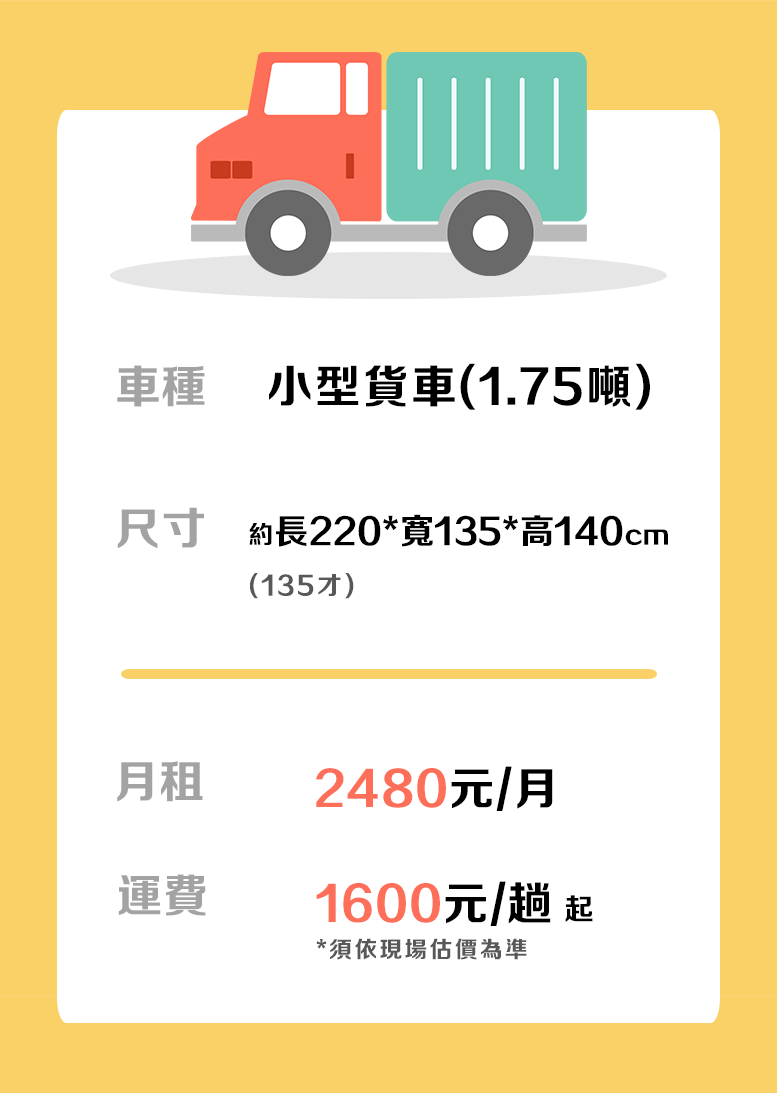 車種 小型貨車(1.75噸)
尺寸 約長220*寬135*高140cm
(135才)
月租 2480元/月
運費 1600元/趟 起
*須依現場估價為準